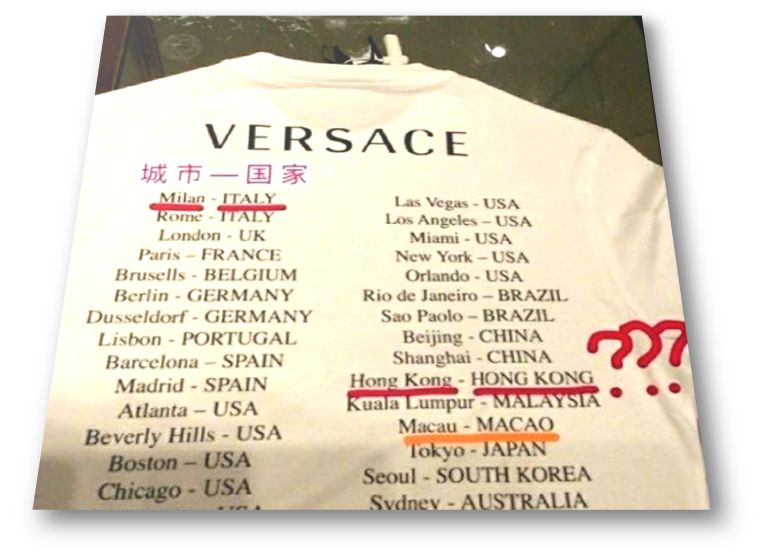 VERSACE
城市—国家
Milan - ITALY
Rome - ITALY
London - UK
Paris – FRANCE
Brusells - BELGIUM
Berlin - GERMANY
Dusseldorf - GERMANY
Lisbon - PORTUGAL
Barcelona – SPAIN
Madrid - SPAIN
Atlanta – USA
Beverly Hills - USA
Boston – USA
Chicago - USA
USA
Las Vegas - USA
Los Angeles – USA
Miami - USA
New York – USA
Orlando - USA
Rio de Janeiro – BRAZIL
Sao Paolo – BRAZIL
Beijing - CHINA
Shanghai - CHINA
Hong Kong - HONG KONG
Kuala Lumpur - MALAYSIA
Macau - MACAO
Tokyo - JAPAN
Seoul - SOUTH KOREA
Sydney - AUSTRALIA
???